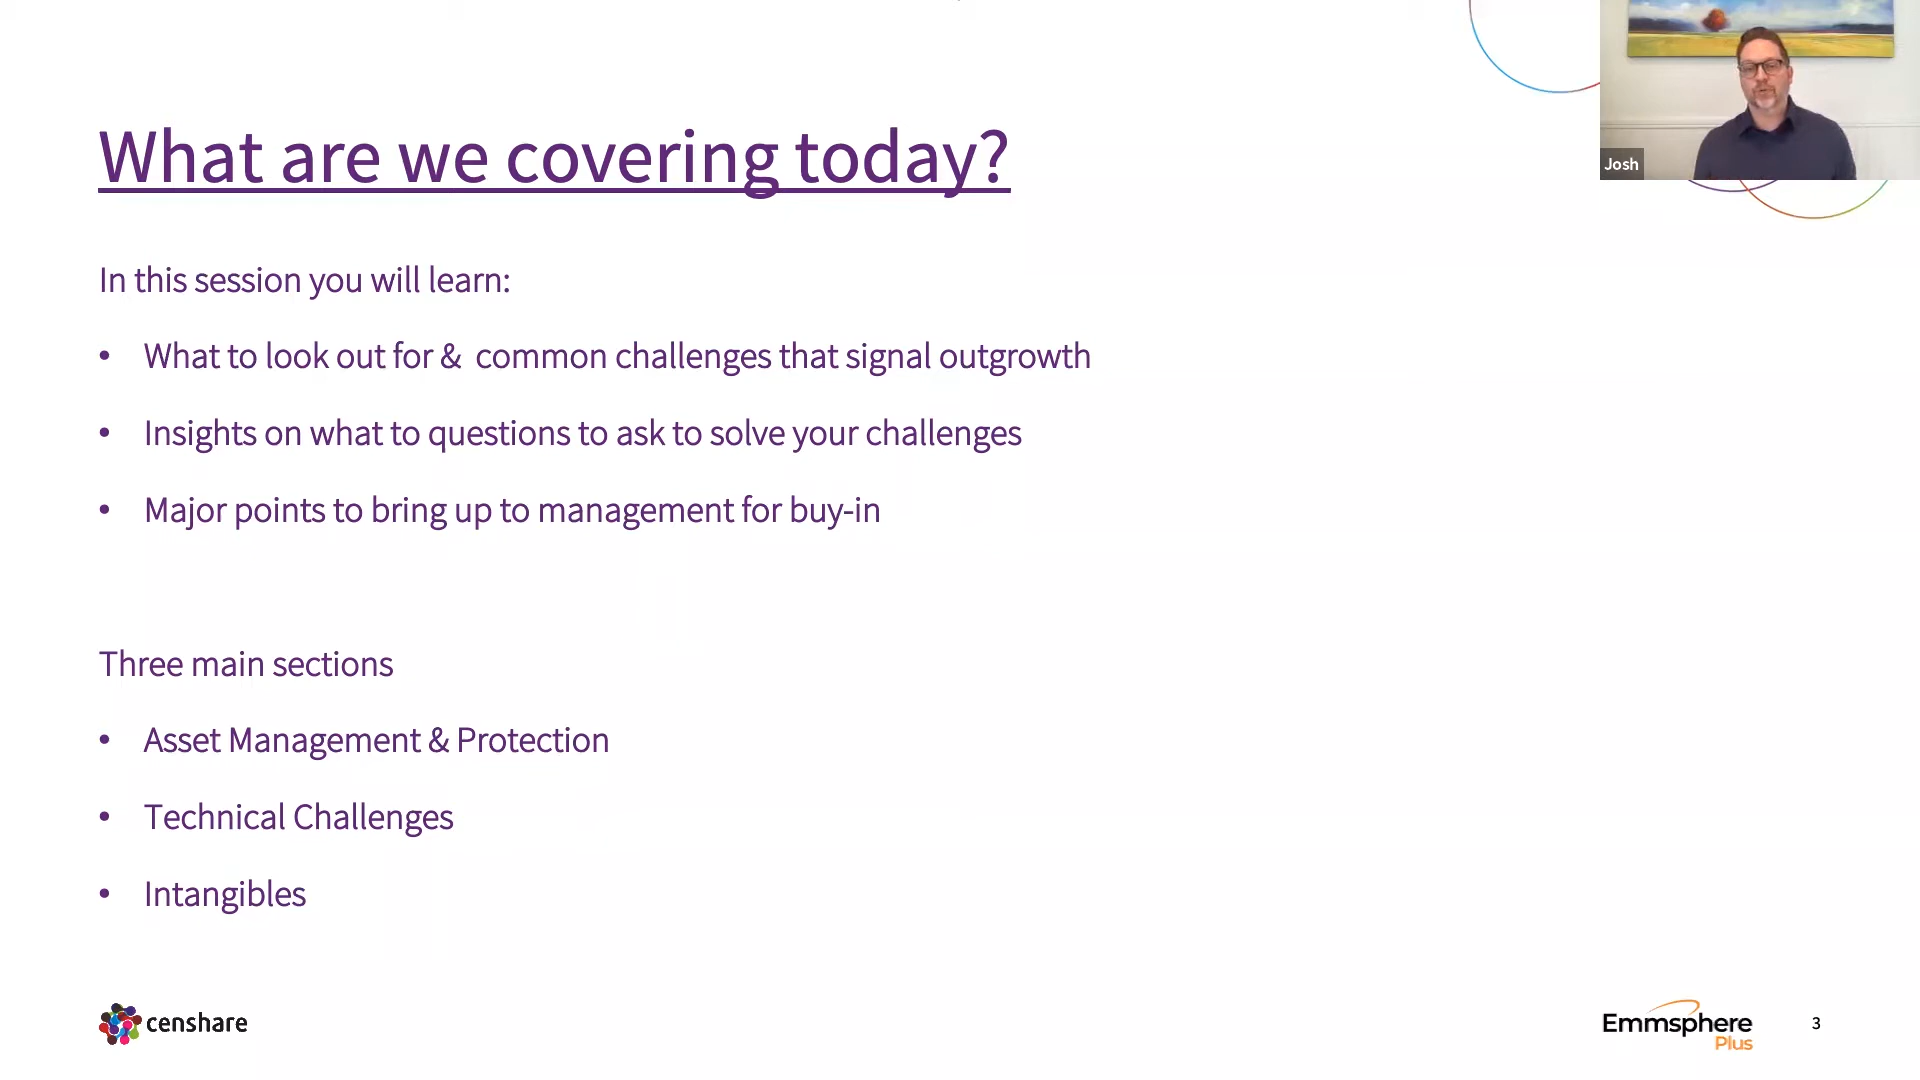 What are we covering today?
Josh
In this session you will learn:
• What to look out for &  common challenges that signal outgrowth
• Insights on what to questions to ask to solve your challenges
• Major points to bring up to management for buy-in
Three main sections
• Asset Management & Protection
• Technical Challenges
• Intangibles
censhare
Emmsphere
Plus
3